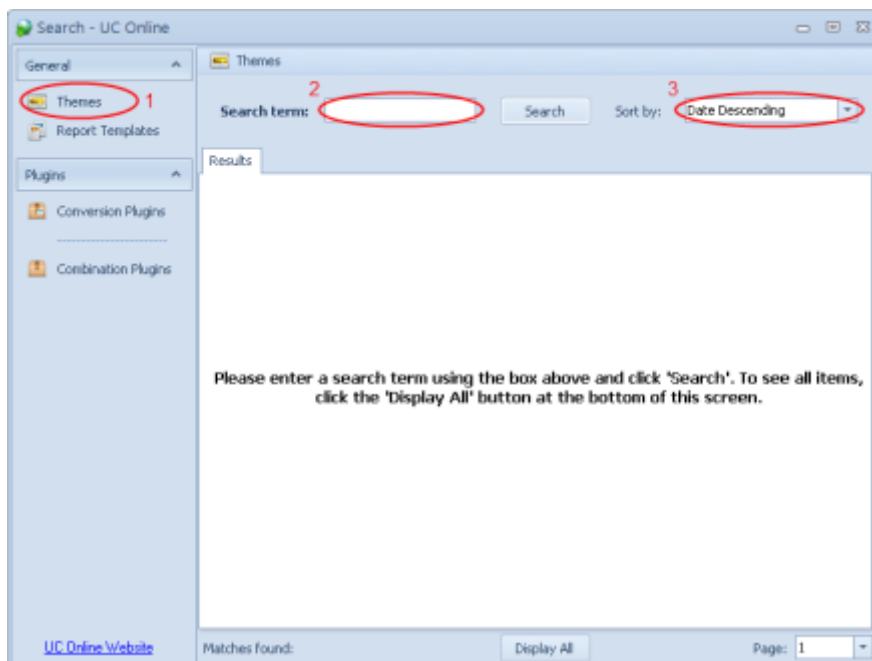 Search - UC Online
General
Themes 1
Report Templates
Plugins
Conversion Plugins
Combination Plugins
UC Online Website
Themes
2 3
Search term: Search Sort by: Date Descending
Results
Please enter a search term using the box above and click 'Search'. To see all items,
click the 'Display All' button at the bottom of this screen.
Matches found: Display All Page: 1